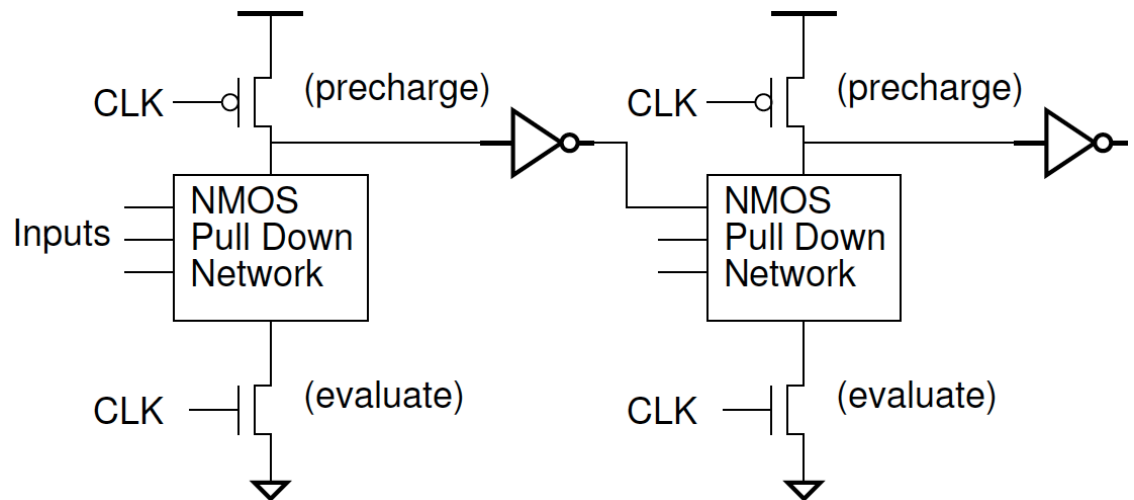 CLK
(precharge)
CLK
(precharge)
Inputs
NMOS
Pull Down
Network
NMOS
Pull Down
Network
CLK
(evaluate)
CLK
(evaluate)